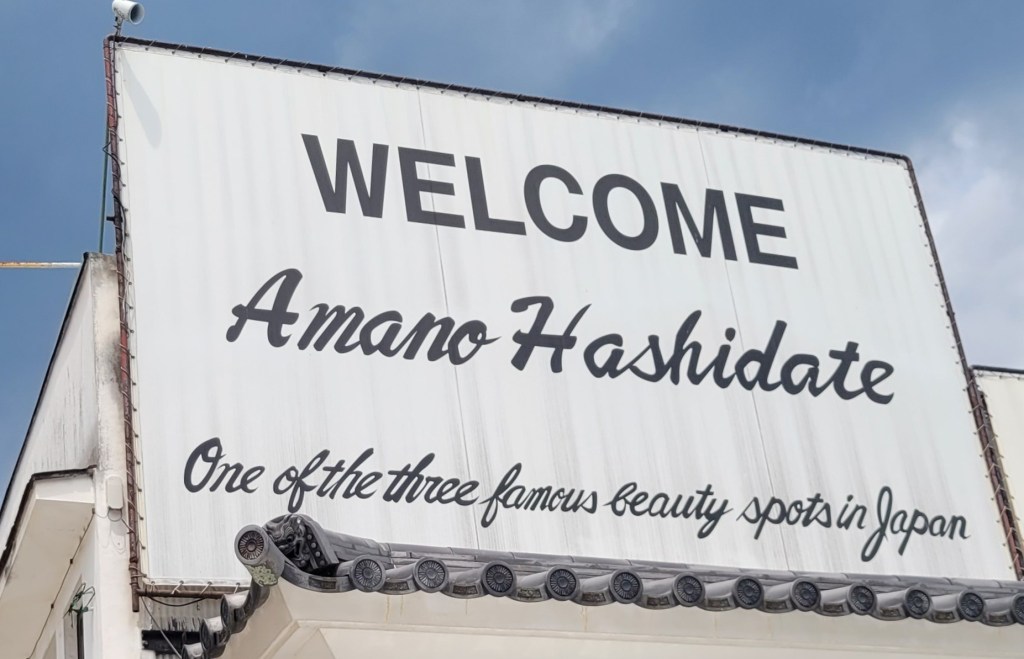 WELCOME
Amano Hashidate
One of the three famous beauty spots in Japan